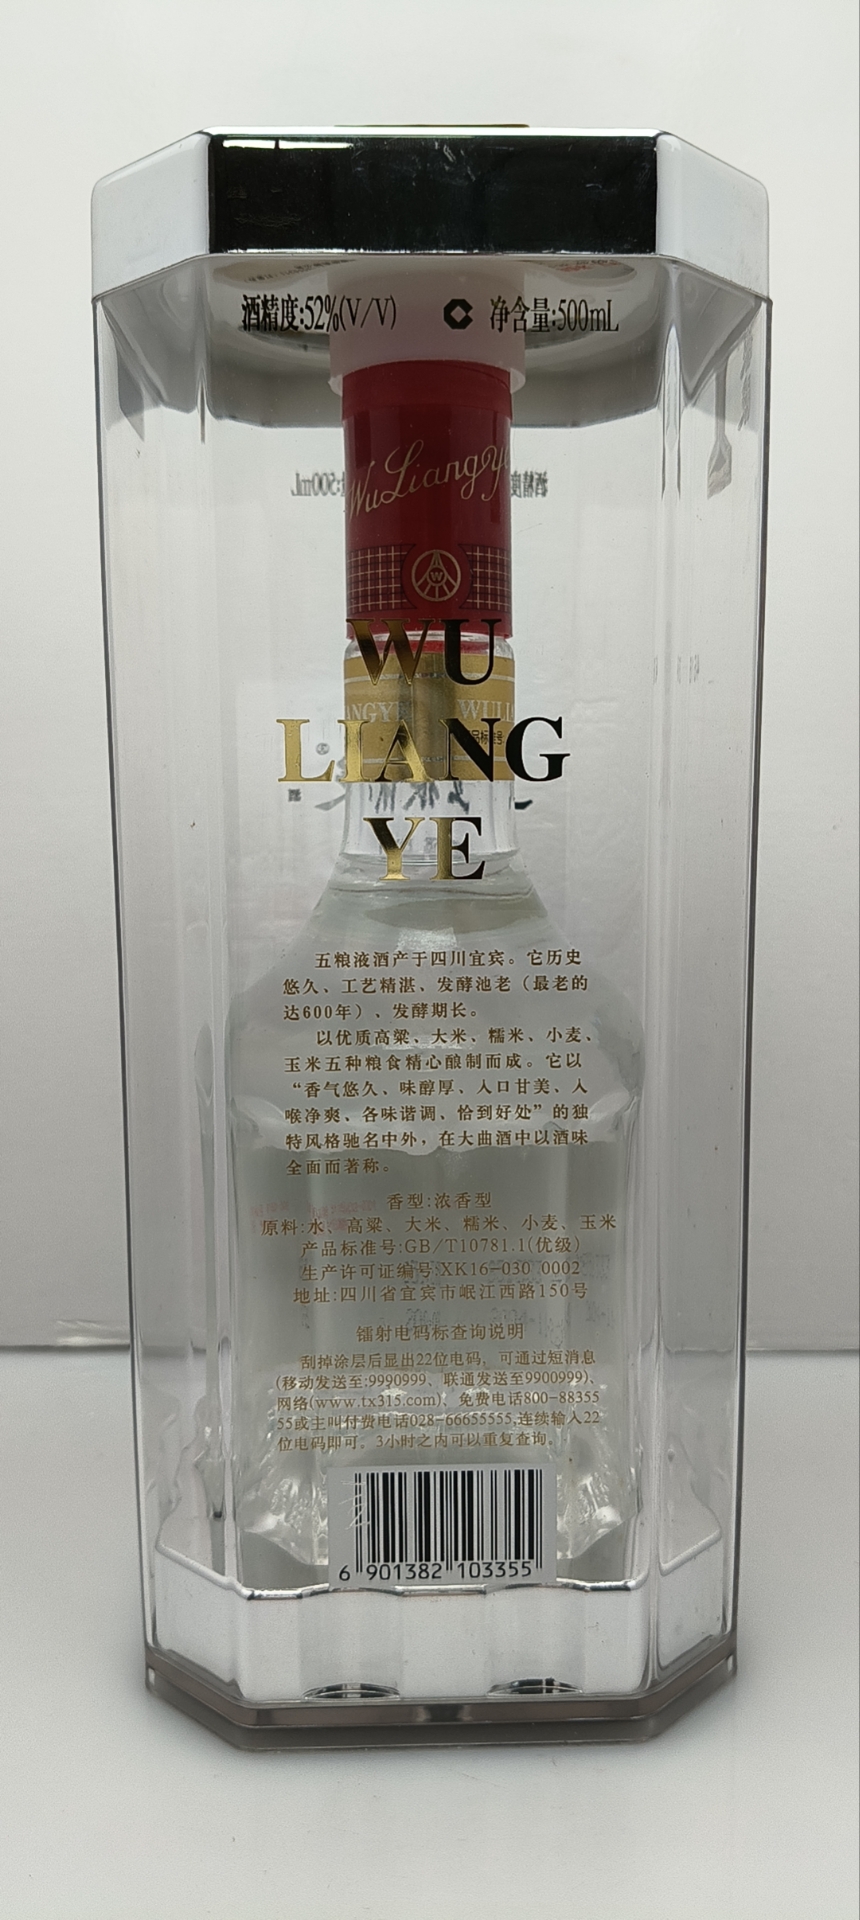 酒精度:52%(V/V) 净含量:500mL
WuLiangy
W
WU
ANGY WULI
LIANG
品标准号
YE
五粮液酒产于四川宜宾。它历史
悠久、工艺精湛、发酵池老（最老的
达600年）、发酵期长。
以优质高粱、大米、糯米、小麦、
玉米五种粮食精心酿制而成。它以
“香气悠久、味醇厚、入口甘美、入
喉净爽、各味谐调、恰到好处”的独
特风格驰名中外，在大曲酒中以酒味
全面而著称。
香型:浓香型
原料:水、高粱、大米、糯米、小麦、玉米
产品标准号:GB/T10781.1(优级)
生产许可证编号:XK16-030 0002
地址:四川省宜宾市岷江西路150号
镭射电码标查询说明
刮掉涂层后显出22位电码，可通过短消息
(移动发送至:9990999、联通发送至9900999)、
网络(www.tx315.com)、免费电话800-88355
55或主叫付费电话028-66655555,连续输入22
位电码即可。3小时之内可以重复查询。
6 901382 103355